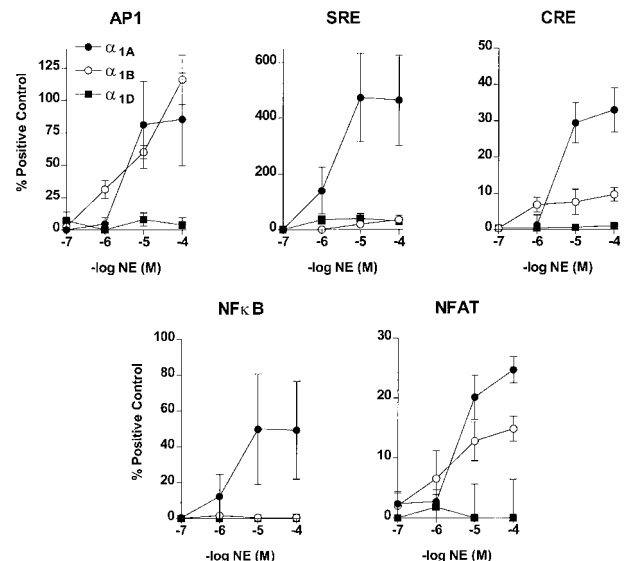 AP1
SRE
CRE
α1A
α1B
α1D
125
100
75
50
25
0
% Positive Control
-7 -6 -5 -4
-log NE (M)
600
400
200
0
-7 -6 -5 -4
-log NE (M)
50
40
30
20
10
0
-7 -6 -5 -4
-log NE (M)
NFκB
NFAT
100
80
60
40
20
0
% Positive Control
-7 -6 -5 -4
-log NE (M)
30
20
10
0
-7 -6 -5 -4
-log NE (M)